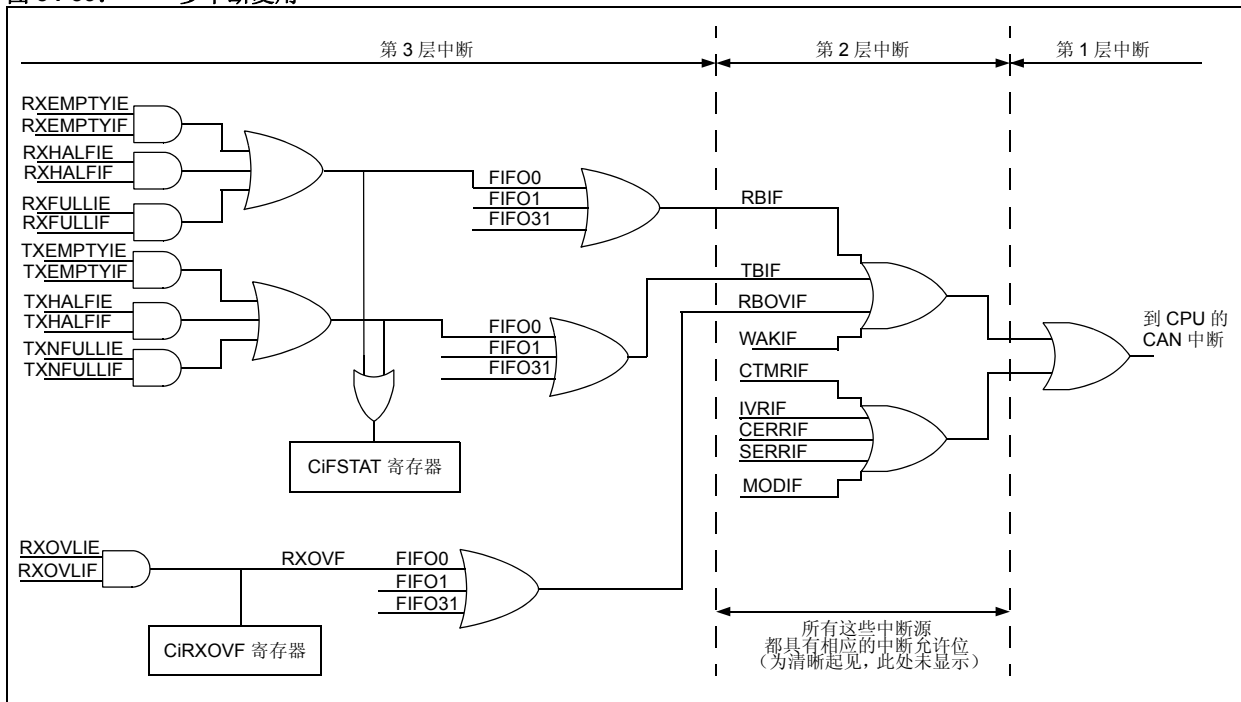 第 3 层中断
第 2 层中断
第 1 层中断
RXEMPTYIE
RXEMPTYIF
RXHALFIE
RXHALFIF
RXFULLIE
RXFULLIF
TXEMPTYIE
TXEMPTYIF
TXHALFIE
TXHALFIF
TXNFULLIE
TXNFULLIF
FIFO0
FIFO1
FIFO31
FIFO0
FIFO1
FIFO31
CiFSTAT 寄存器
RBIF
TBIF
RBOVIF
WAKIF
CTMRIF
IVRIF
CERRIF
SERRIF
MODIF
到 CPU 的
CAN 中断
RXOVLIE
RXOVLIF
RXOVF
FIFO0
FIFO1
FIFO31
CiRXOVF 寄存器
所有这些中断源
都具有相应的中断允许位
（为清晰起见，此处未显示）